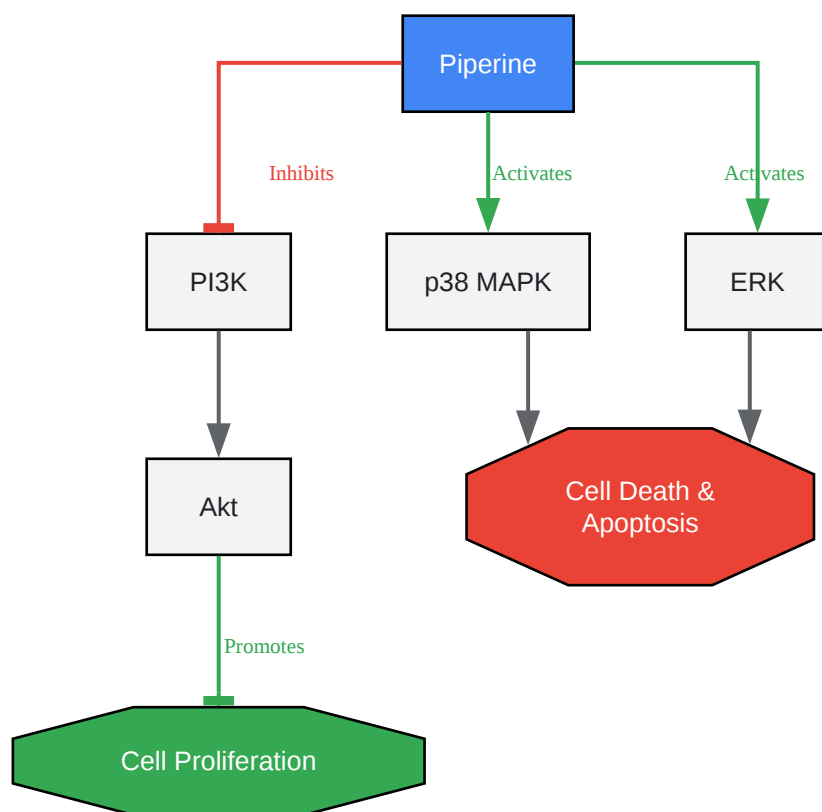 Piperine
Inhibits
Activates
Activates
PI3K
p38 MAPK
ERK
Cell Death &
Apoptosis
Akt
Promotes
Cell Proliferation